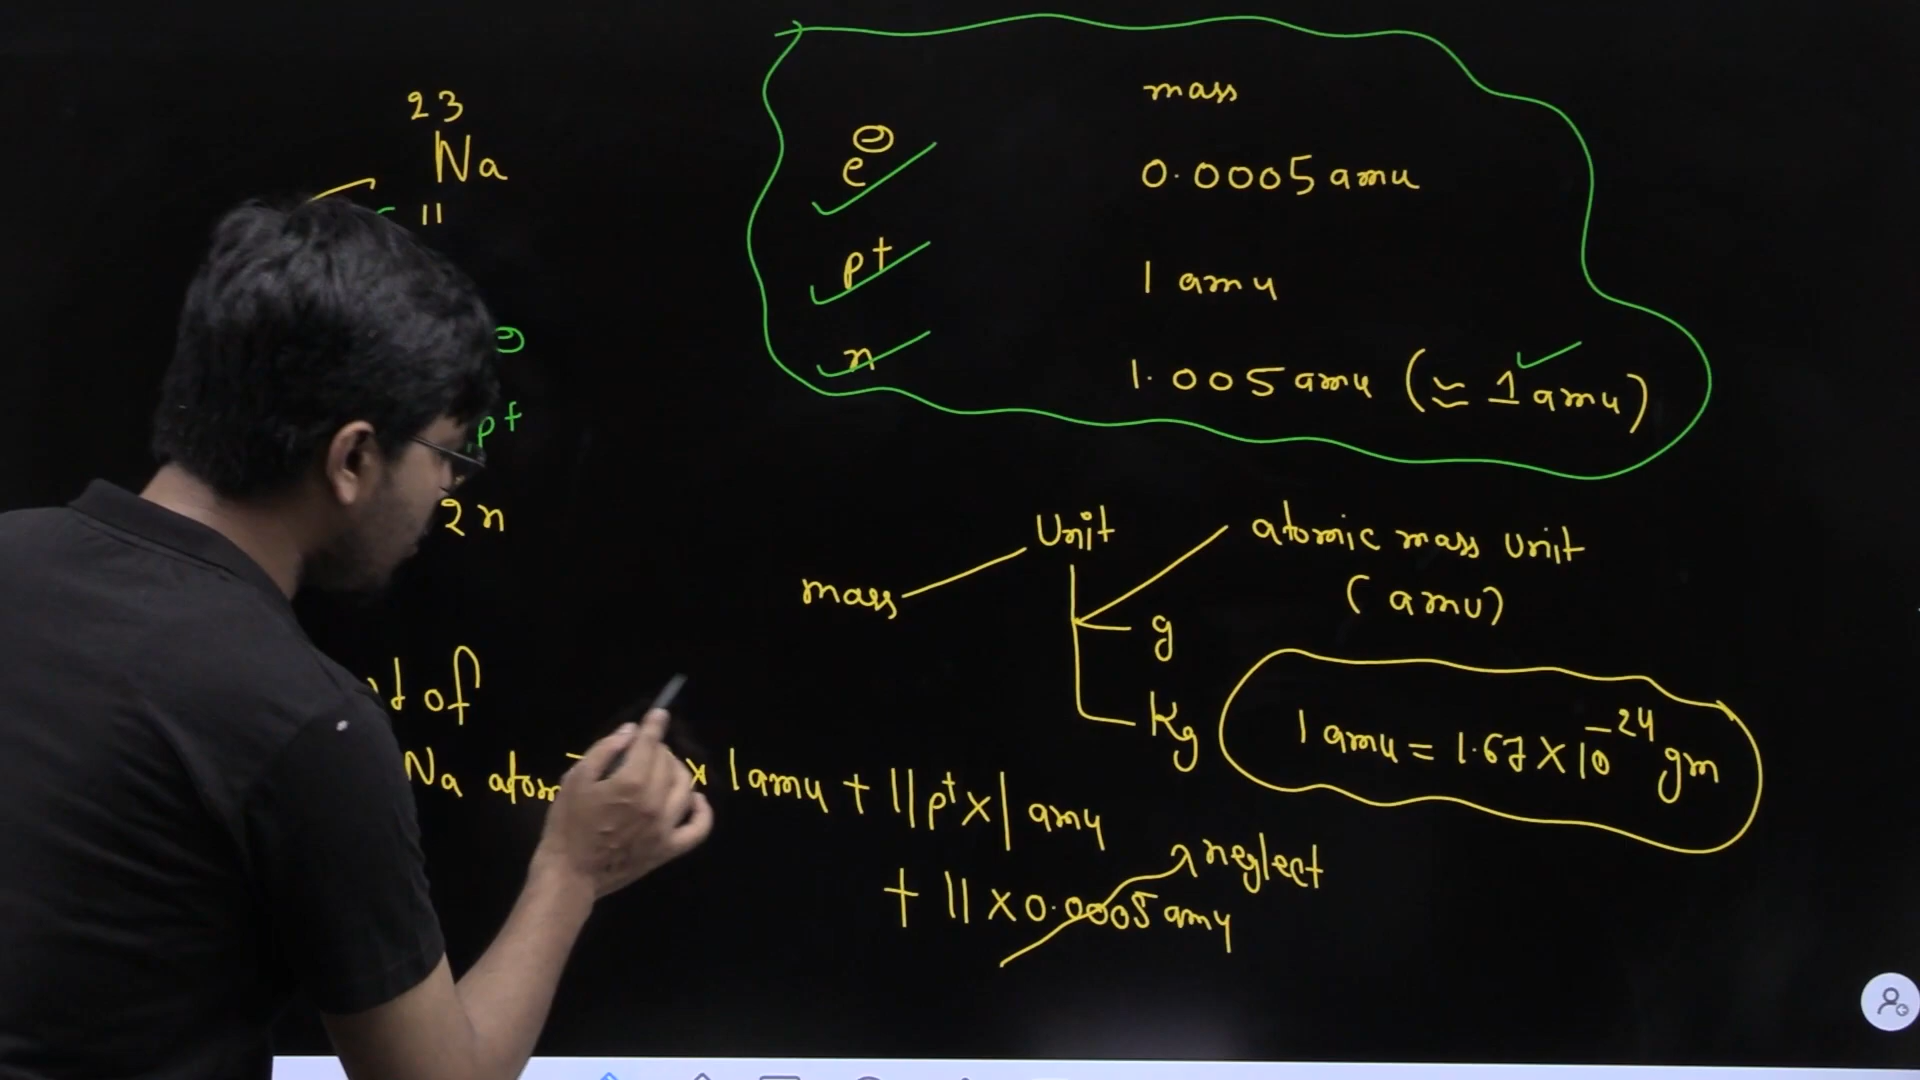 23
Na
11
mass
e⊖ 0.0005 amu
p+ 1 amu
n 1.005 amu (≃ 1 amu)
⊖
p+
2n
Unit
mass
atomic mass unit
(amu)
g
Kg
1 amu = 1.67 × 10^-24 gm
of
Na atom × 1 amu + 11p+ × 1 amu
+ 11 × 0.0005 amu
neglect